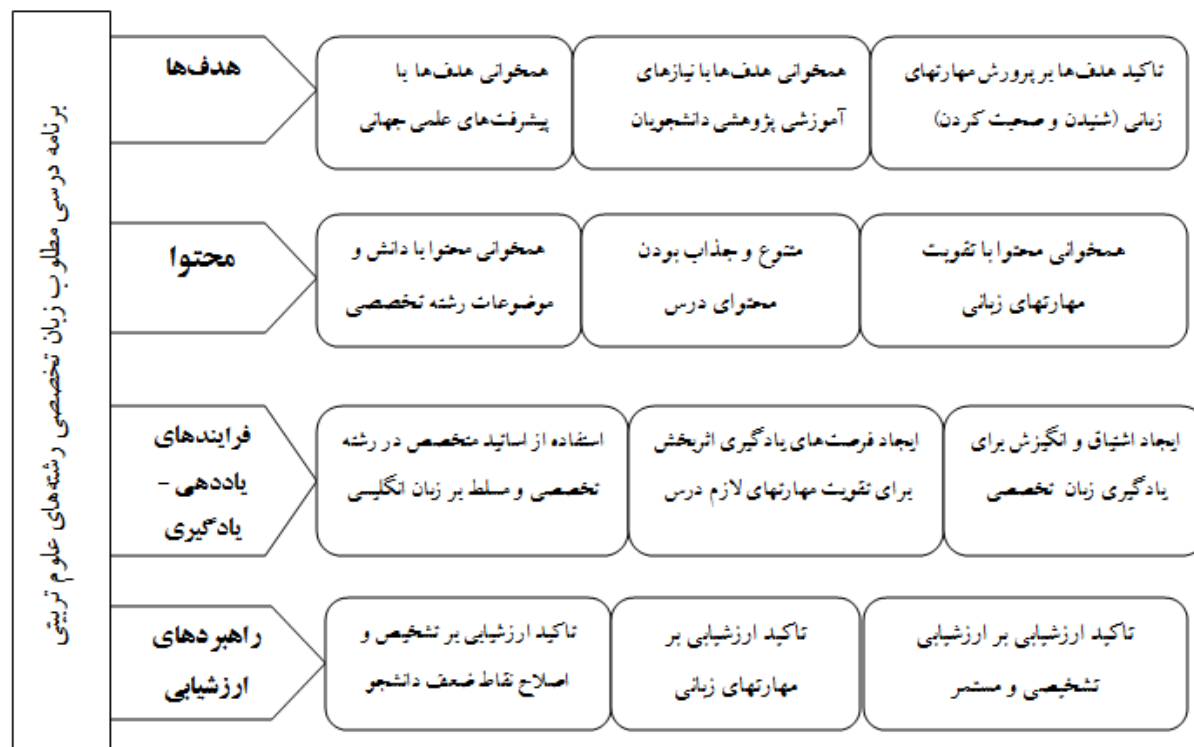 برنامه درسی مطلوب زبان تخصصی رشته‌های علوم تربیتی
هدف‌ها
تاکید هدف‌ها بر پرورش مهارتهای
زبانی (شنیدن و صحبت کردن)
همخوانی هدف‌ها با نیازهای
آموزشی پژوهشی دانشجویان
همخوانی هدف‌ها با
پیشرفت‌های علمی جهانی
محتوا
همخوانی محتوا با تقویت
مهارتهای زبانی
متنوع و جذاب بودن
محتوای درس
همخوانی محتوا با دانش و
موضوعات رشته تخصصی
فرایندهای
یاددهی –
یادگیری
ایجاد اشتیاق و انگیزش برای
یادگیری زبان تخصصی
ایجاد فرصت‌های یادگیری اثربخش
برای تقویت مهارتهای لازم درس
استفاده از اساتید متخصص در رشته
تخصصی و مسلط بر زبان انگلیسی
راهبردهای
ارزشیابی
تاکید ارزشیابی بر ارزشیابی
تشخیصی و مستمر
تاکید ارزشیابی بر
مهارتهای زبانی
تاکید ارزشیابی بر تشخیص و
اصلاح نقاط ضعف دانشجو